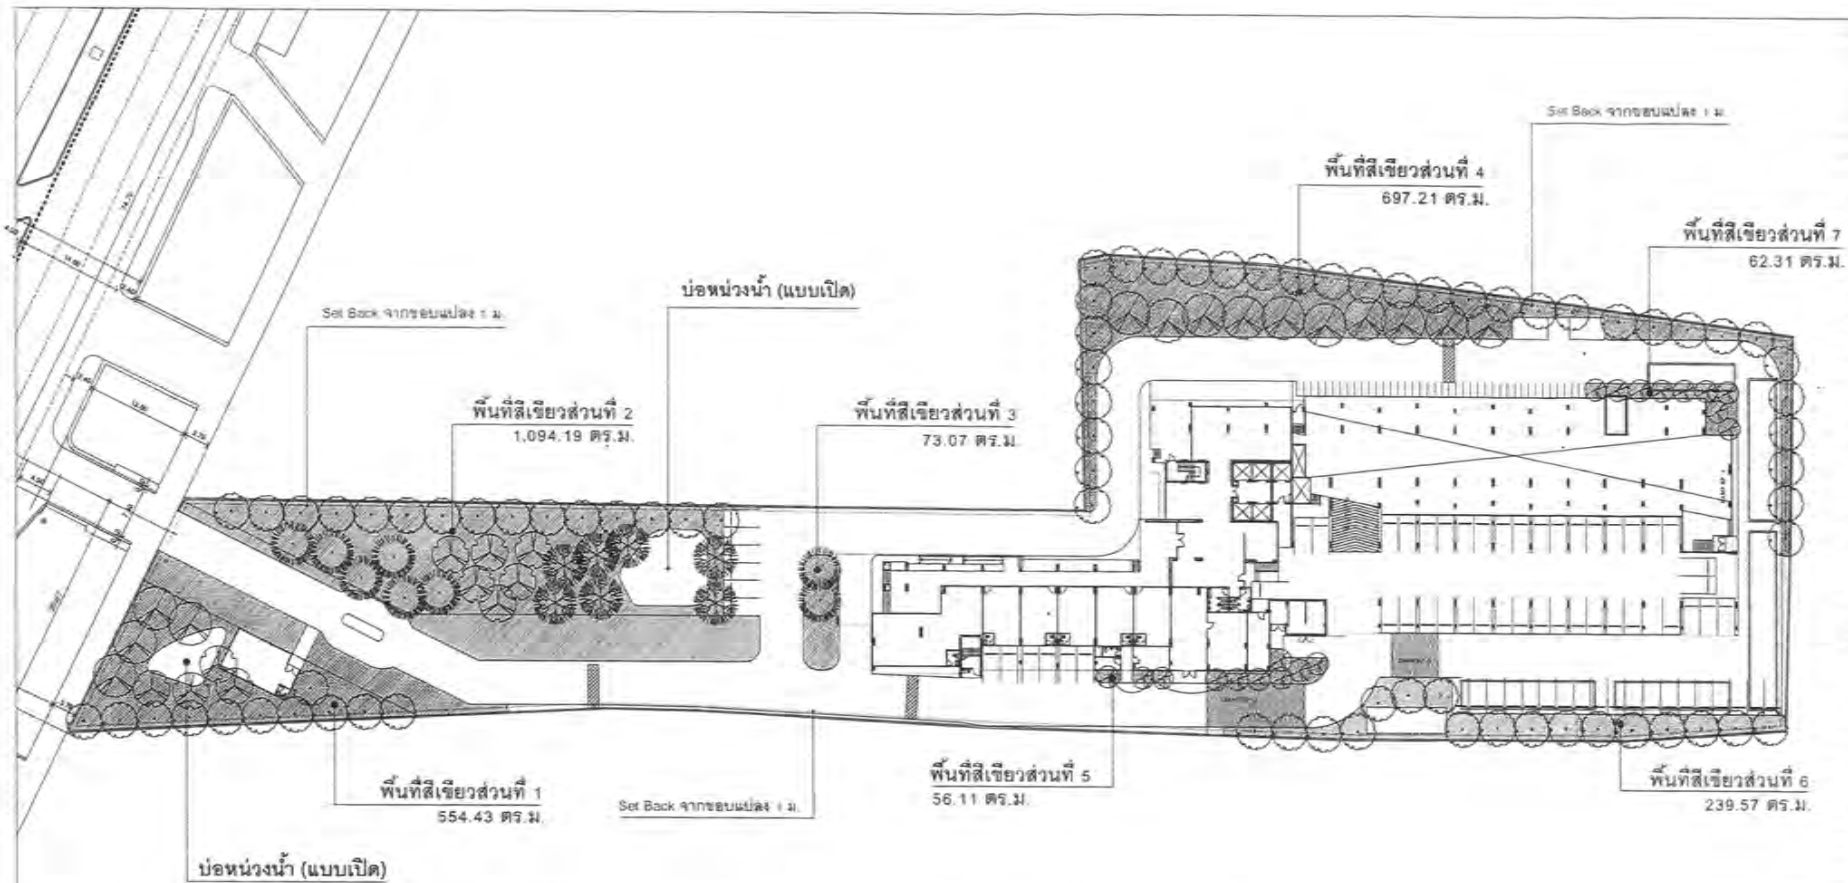 Set Back จากขอบแปลง 1 ม.
พื้นที่สีเขียวส่วนที่ 4
697.21 ตร.ม.
พื้นที่สีเขียวส่วนที่ 7
62.31 ตร.ม.
บ่อหน่วงน้ำ (แบบเปิด)
Set Back จากขอบแปลง 1 ม.
พื้นที่สีเขียวส่วนที่ 2
1,094.19 ตร.ม.
พื้นที่สีเขียวส่วนที่ 3
73.07 ตร.ม.
พื้นที่สีเขียวส่วนที่ 5
56.11 ตร.ม.
พื้นที่สีเขียวส่วนที่ 6
239.57 ตร.ม.
พื้นที่สีเขียวส่วนที่ 1
554.43 ตร.ม.
Set Back จากขอบแปลง 1 ม.
บ่อหน่วงน้ำ (แบบเปิด)